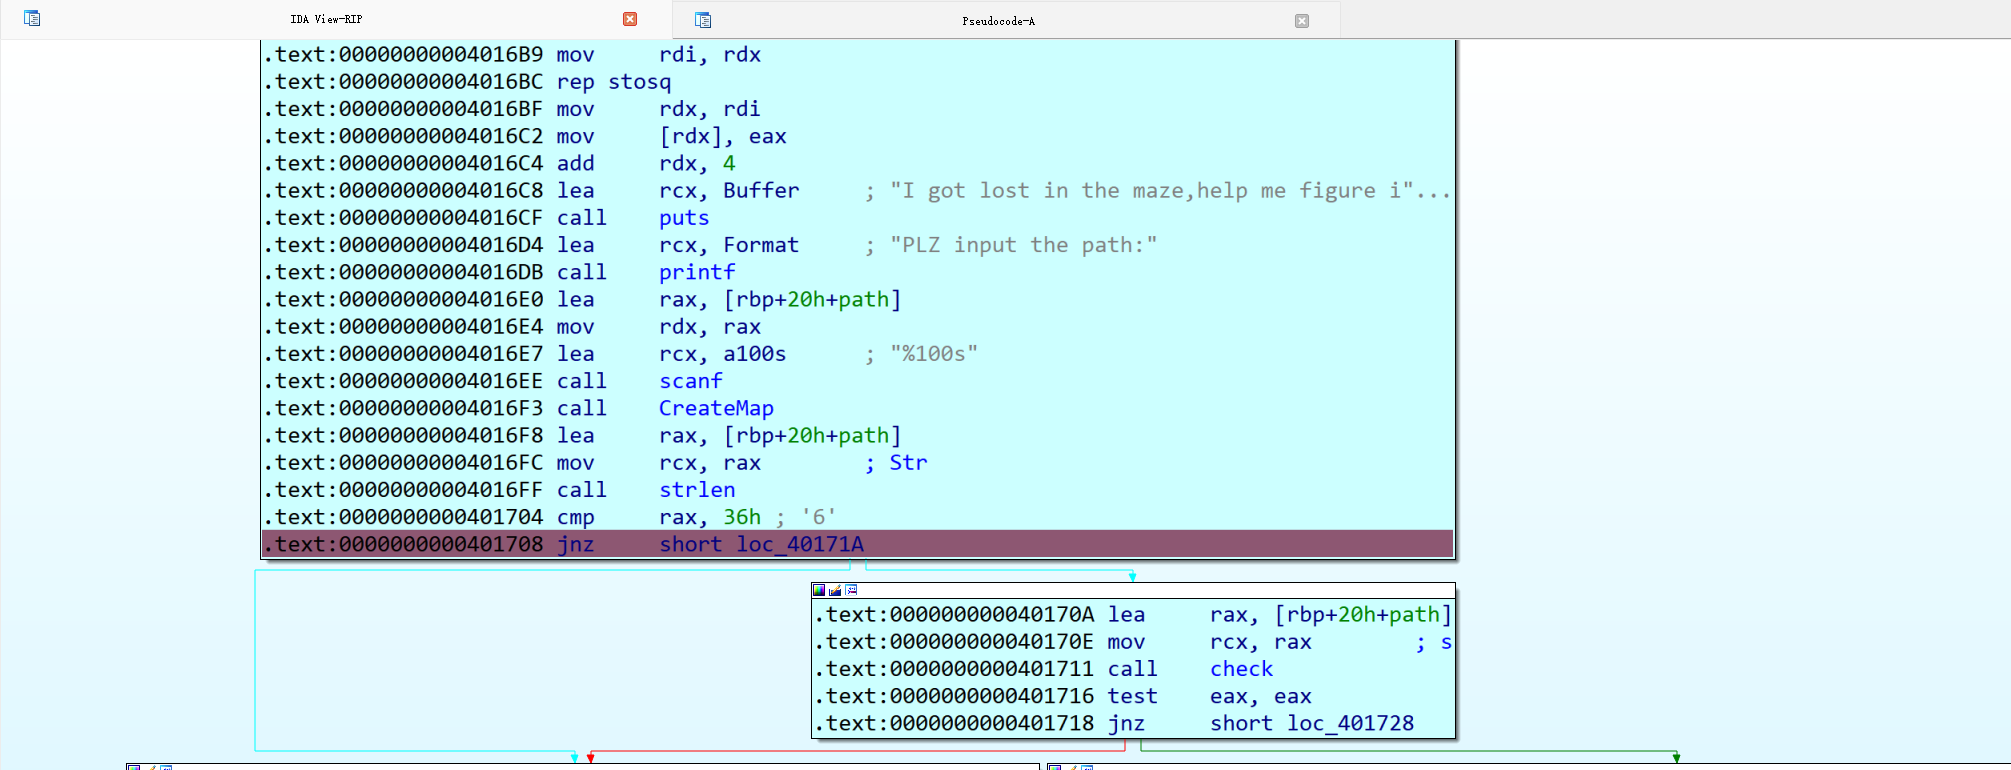 IDA View-RIP
Pseudocode-A
.text:00000000004016B9 mov rdi, rdx
.text:00000000004016BC rep stosq
.text:00000000004016BF mov rdx, rdi
.text:00000000004016C2 mov [rdx], eax
.text:00000000004016C4 add rdx, 4
.text:00000000004016C8 lea rcx, Buffer ; "I got lost in the maze,help me figure i"...
.text:00000000004016CF call puts
.text:00000000004016D4 lea rcx, Format ; "PLZ input the path:"
.text:00000000004016DB call printf
.text:00000000004016E0 lea rax, [rbp+20h+path]
.text:00000000004016E4 mov rdx, rax
.text:00000000004016E7 lea rcx, a100s ; "%100s"
.text:00000000004016EE call scanf
.text:00000000004016F3 call CreateMap
.text:00000000004016F8 lea rax, [rbp+20h+path]
.text:00000000004016FC mov rcx, rax ; Str
.text:00000000004016FF call strlen
.text:0000000000401704 cmp rax, 36h ; '6'
.text:0000000000401708 jnz short loc_40171A
.text:000000000040170A lea rax, [rbp+20h+path]
.text:000000000040170E mov rcx, rax ; s
.text:0000000000401711 call check
.text:0000000000401716 test eax, eax
.text:0000000000401718 jnz short loc_401728